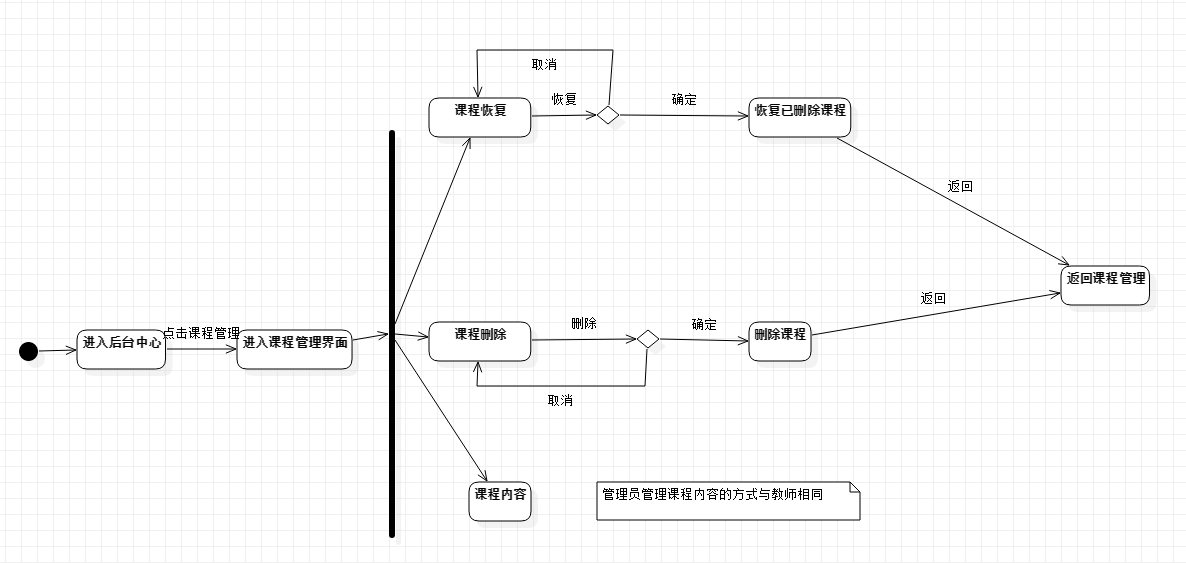 取消
课程恢复
恢复
确定
恢复已删除课程
返回
返回课程管理
返回
进入后台中心
点击课程管理
进入课程管理界面
课程删除
删除
确定
删除课程
取消
课程内容
管理员管理课程内容的方式与教师相同